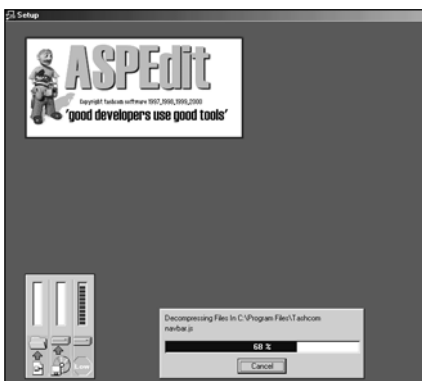 Setup
ASPEdit
Copyright tashcom software 1997,1998,1999,2000
'good developers use good tools'
Decompressing Files In C:\Program Files\Tashcom
navbar.js
68 %
Cancel
Low